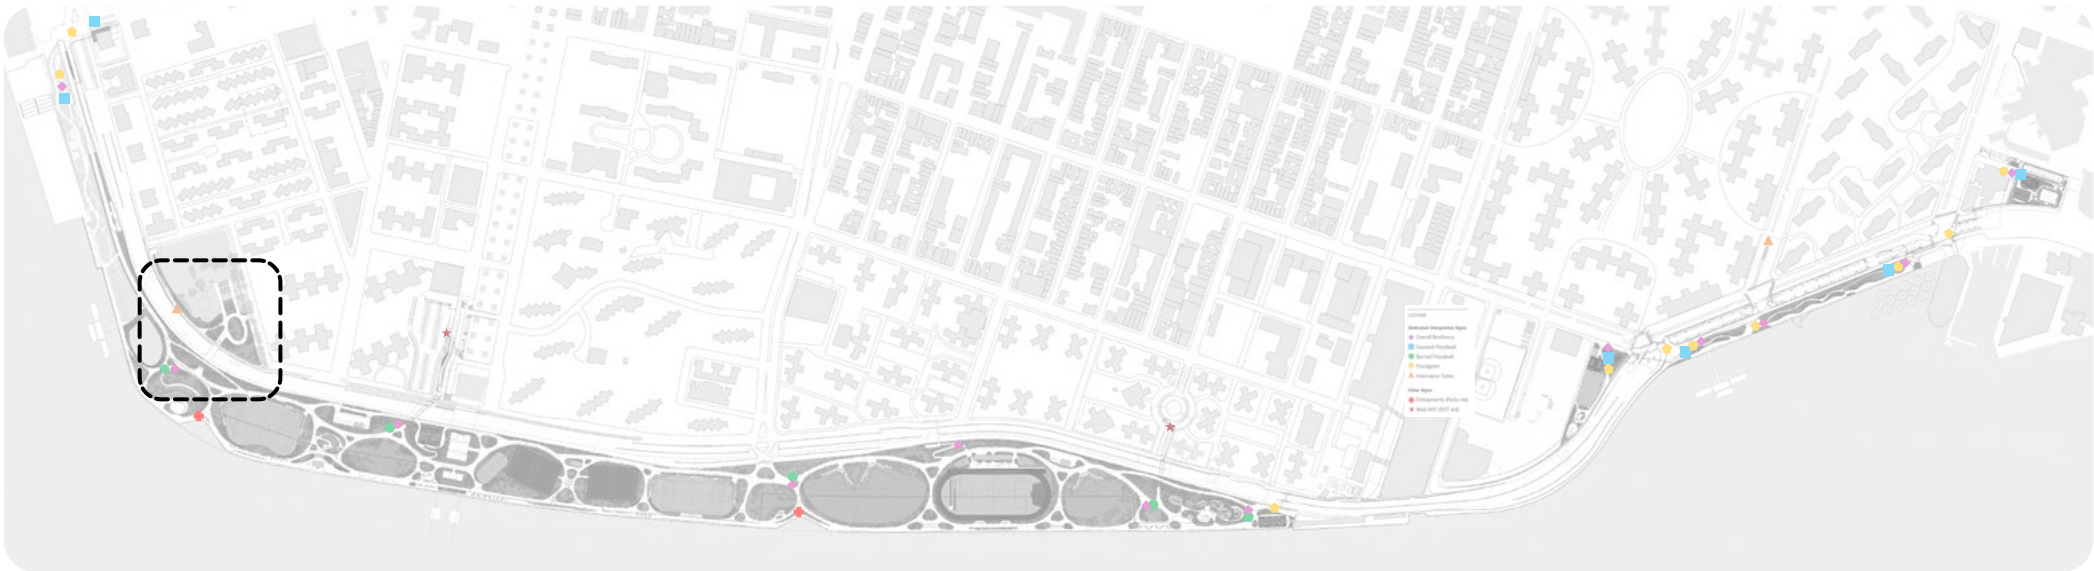 LEGEND
Dedicated Interpretive Signs
Overall Resiliency
Exposed Floodwall
Buried Floodwall
Floodgates
Interceptor Gates
Other Signs
Embayments (Parks std)
Walk NYC (DOT std)